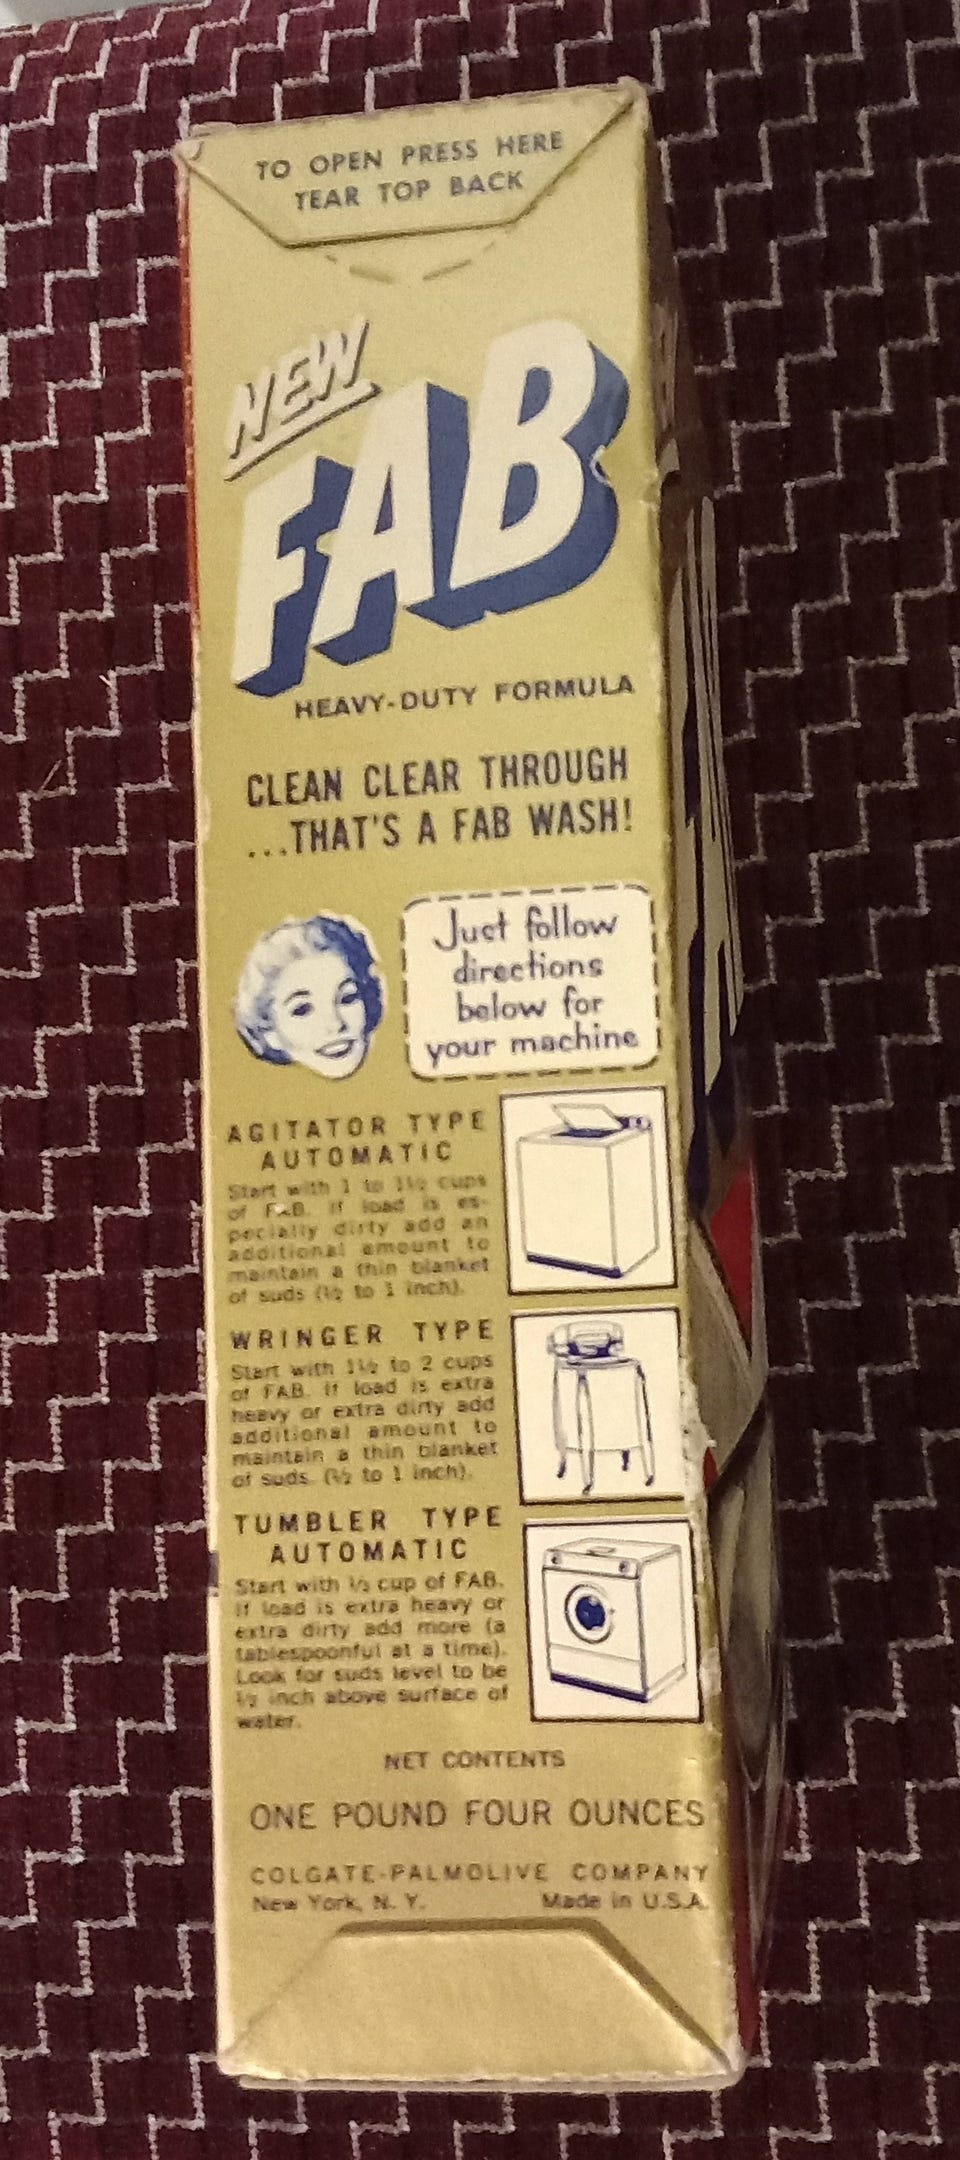 TO OPEN PRESS HERE
TEAR TOP BACK
NEW
FAB
HEAVY-DUTY FORMULA
CLEAN CLEAR THROUGH
...THAT'S A FAB WASH!
Just follow
directions
below for
your machine
AGITATOR TYPE
AUTOMATIC
Start with 1 to 1½ cups
of FAB. If load is es-
pecially dirty add an
additional amount to
maintain a thin blanket
of suds (½ to 1 inch).
WRINGER TYPE
Start with 1½ to 2 cups
of FAB. If load is extra
heavy or extra dirty add
additional amount to
maintain a thin blanket
of suds. (½ to 1 inch).
TUMBLER TYPE
AUTOMATIC
Start with cup of FAB.
If load is extra heavy or
extra dirty add more (a
tablespoonful at a time).
Look for suds level to be
½ inch above surface of
water.
NET CONTENTS
ONE POUND FOUR OUNCES
COLGATE-PALMOLIVE COMPANY
New York, N. Y. Made in U.S.A.